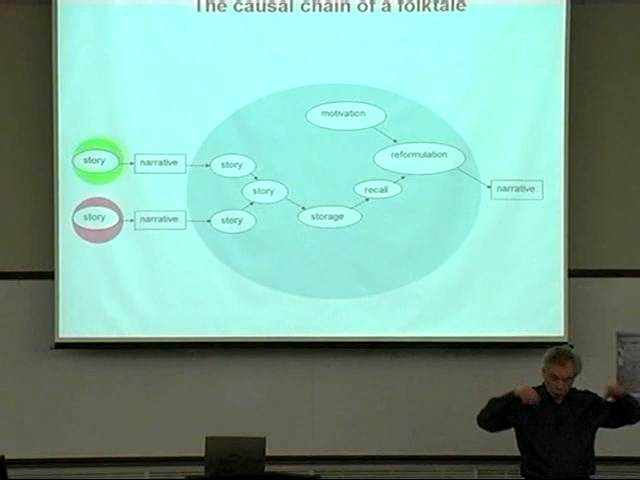 The causal chain of a folktale
motivation
story
narrative
story
reformulation
story
recall
narrative
story
narrative
story
storage